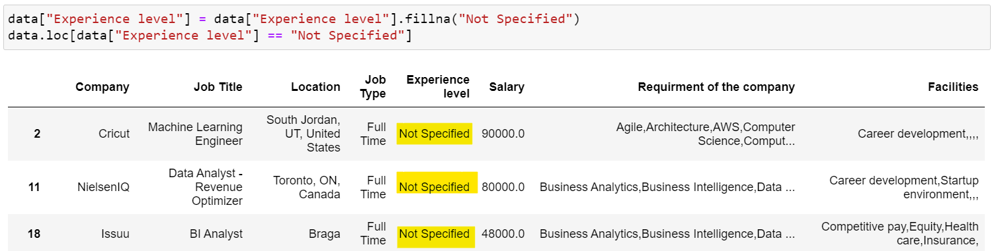 data["Experience level"] = data["Experience level"].fillna("Not Specified")
data.loc[data["Experience level"] == "Not Specified"]
Company Job Title Location Job Type Experience level Salary Requirment of the company Facilities
2 Cricut Machine Learning Engineer South Jordan, UT, United States Full Time Not Specified 90000.0 Agile,Architecture,AWS,Computer Science,Comput... Career development,,,,
11 NielsenIQ Data Analyst - Revenue Optimizer Toronto, ON, Canada Full Time Not Specified 80000.0 Business Analytics,Business Intelligence,Data ... Career development,Startup environment,,,
18 Issuu BI Analyst Braga Full Time Not Specified 48000.0 Business Analytics,Business Intelligence,Data ... Competitive pay,Equity,Health care,Insurance,